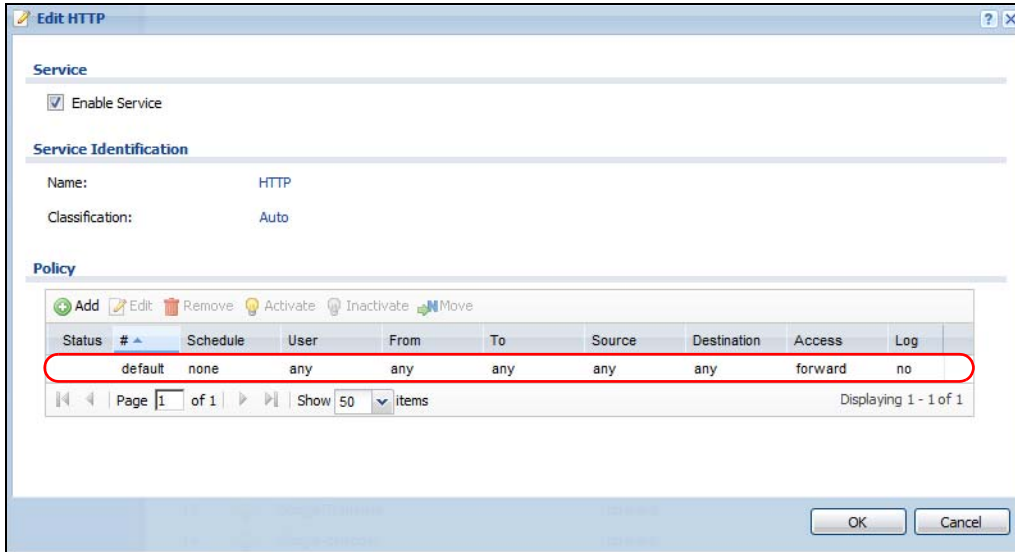 Edit HTTP
?
Service
Enable Service
Service Identification
Name: HTTP
Classification: Auto
Policy
Add Edit Remove Activate Inactivate Move
Status # Schedule User From To Source Destination Access Log
default none any any any any any forward no
Page 1 of 1 Show 50 items Displaying 1 - 1 of 1
OK Cancel